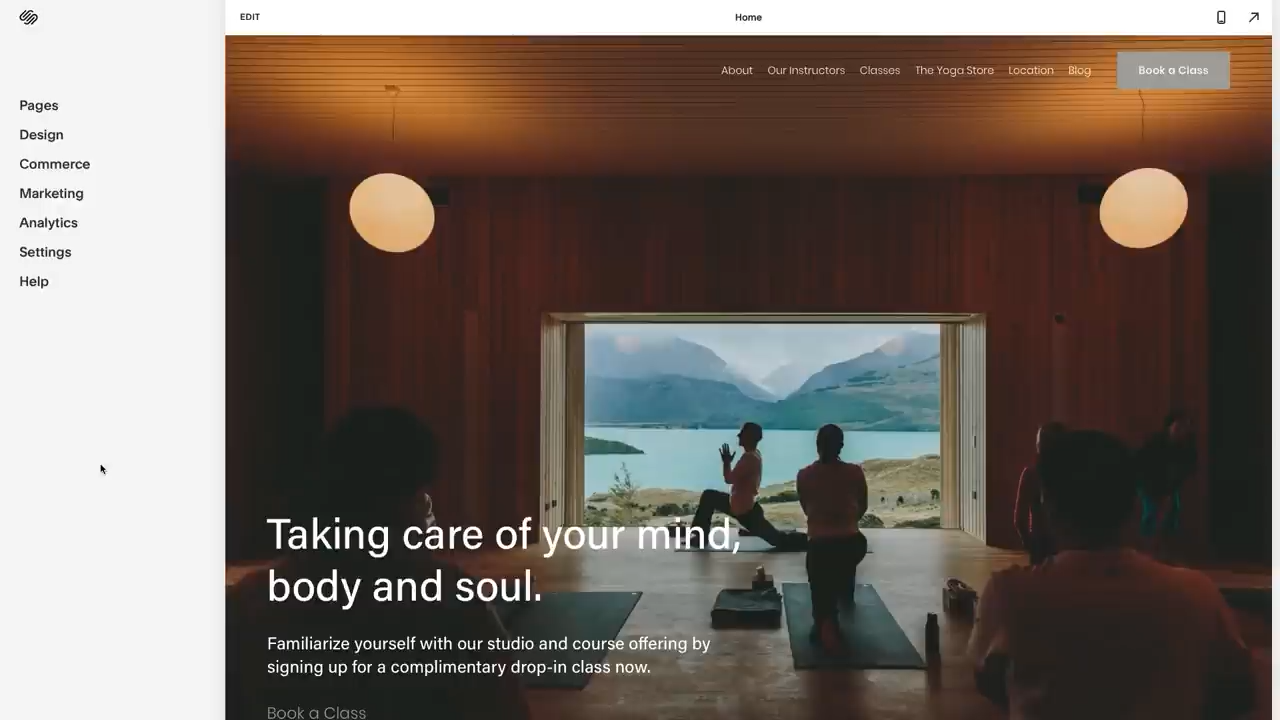 EDIT
Home
Pages
Design
Commerce
Marketing
Analytics
Settings
Help
About
Our Instructors
Classes
The Yoga Store
Location
Blog
Book a Class
Taking care of your mind,
body and soul.
Familiarize yourself with our studio and course offering by
signing up for a complimentary drop-in class now.
Book a Class